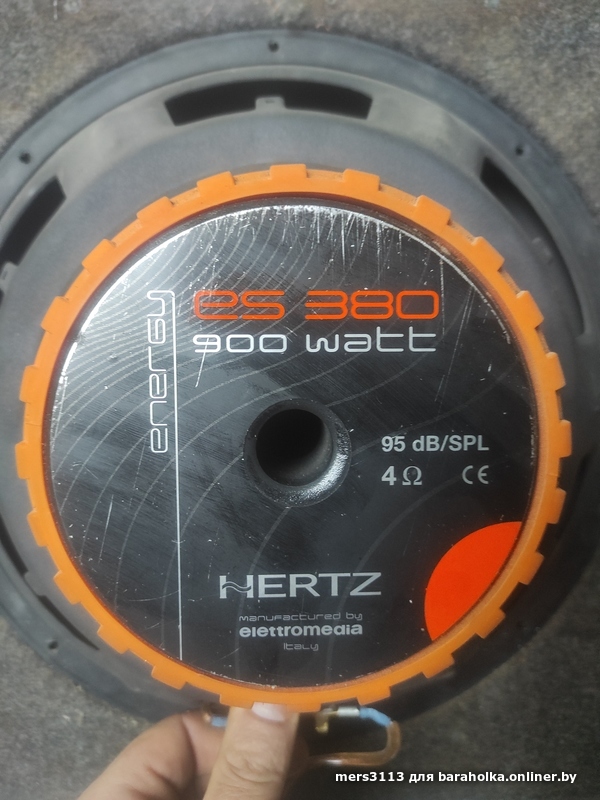 energy
es 380
900 watt
95 dB/SPL
4 Ω CE
HERTZ
manufactured by
elettromedia
Italy
mers3113 для baraholka.onliner.by